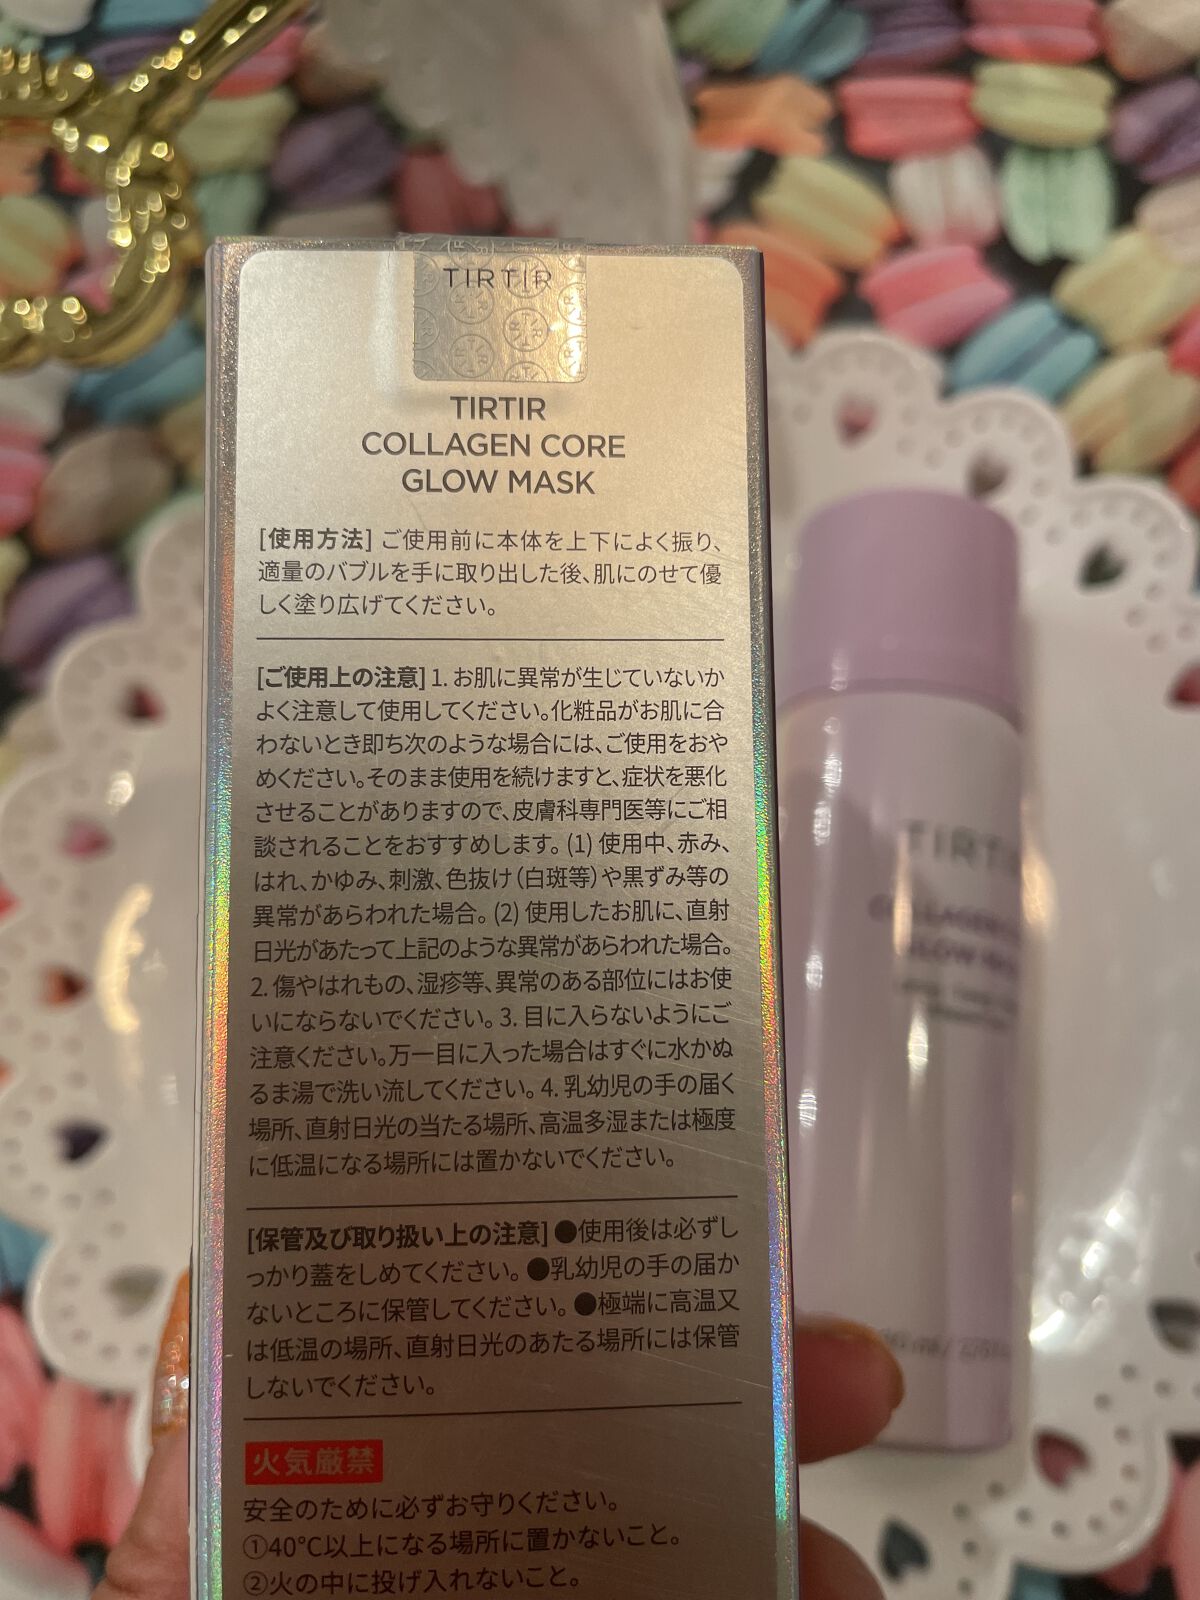 TIRTIR
TIRTIR
COLLAGEN CORE
GLOW MASK
[使用方法] ご使用前に本体を上下によく振り、
適量のバブルを手に取り出した後、肌にのせて優
しく塗り広げてください。
[ご使用上の注意] 1. お肌に異常が生じていないか
よく注意して使用してください。化粧品がお肌に合
わないとき即ち次のような場合には、ご使用をおや
めください。そのまま使用を続けますと、症状を悪化
させることがありますので、皮膚科専門医等にご相
談されることをおすすめします。(1) 使用中、赤み、
はれ、かゆみ、刺激、色抜け(白斑等)や黒ずみ等の
異常があらわれた場合。(2) 使用したお肌に、直射
日光があたって上記のような異常があらわれた場合。
2. 傷やはれもの、湿疹等、異常のある部位にはお使
いにならないでください。3. 目に入らないようにご
注意ください。万一目に入った場合はすぐに水かぬ
るま湯で洗い流してください。4. 乳幼児の手の届く
場所、直射日光の当たる場所、高温多湿または極度
に低温になる場所には置かないでください。
[保管及び取り扱い上の注意] ●使用後は必ずし
っかり蓋をしめてください。●乳幼児の手の届か
ないところに保管してください。●極端に高温又
は低温の場所、直射日光のあたる場所には保管
しないでください。
火気厳禁
安全のために必ずお守りください。
①40℃以上になる場所に置かないこと。
②火の中に投げ入れないこと。